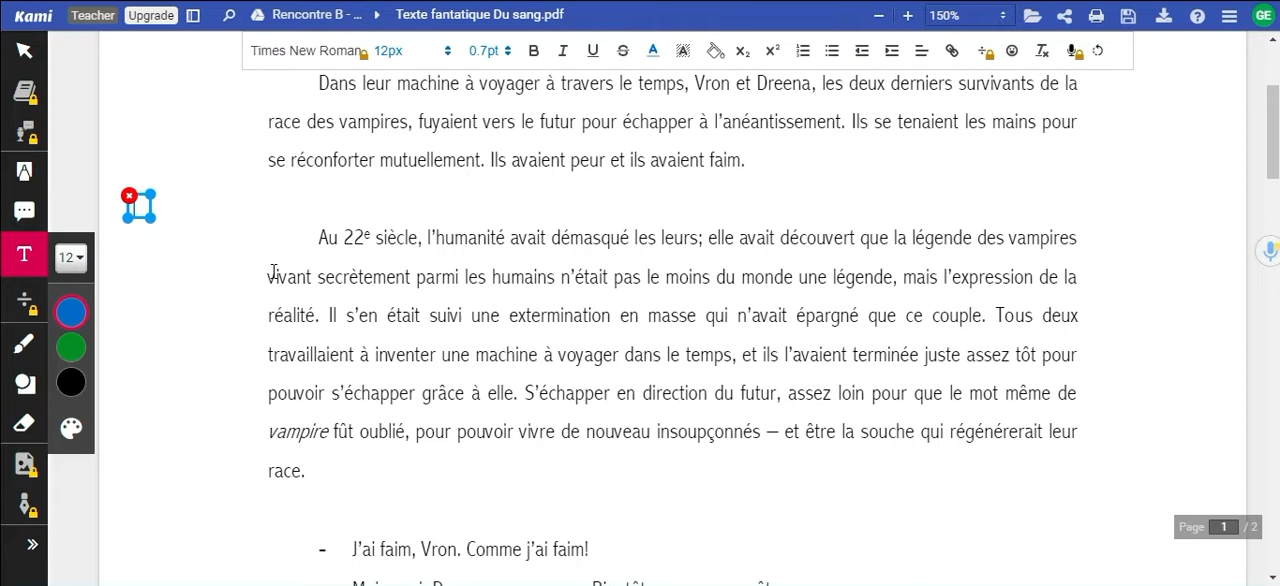 Kami Teacher Upgrade Rencontre B - ... Texte fantatique Du sang.pdf 150% GE
Times New Roman 12px 0.7pt B I U S A A X2 X2 Tx
Dans leur machine à voyager à travers le temps, Vron et Dreena, les deux derniers survivants de la
race des vampires, fuyaient vers le futur pour échapper à l'anéantissement. Ils se tenaient les mains pour
se réconforter mutuellement. Ils avaient peur et ils avaient faim.
Au 22e siècle, l'humanité avait démasqué les leurs; elle avait découvert que la légende des vampires
vivant secrètement parmi les humains n'était pas le moins du monde une légende, mais l'expression de la
réalité. Il s'en était suivi une extermination en masse qui n'avait épargné que ce couple. Tous deux
travaillaient à inventer une machine à voyager dans le temps, et ils l'avaient terminée juste assez tôt pour
pouvoir s'échapper grâce à elle. S'échapper en direction du futur, assez loin pour que le mot même de
vampire fût oublié, pour pouvoir vivre de nouveau insoupçonnés – et être la souche qui régénérerait leur
race.
T
12
Page 1 / 2
- J'ai faim, Vron. Comme j'ai faim!